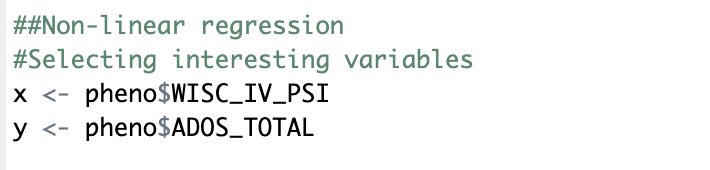 ##Non-linear regression
#Selecting interesting variables
x <- pheno$WISC_IV_PSI
y <- pheno$ADOS_TOTAL